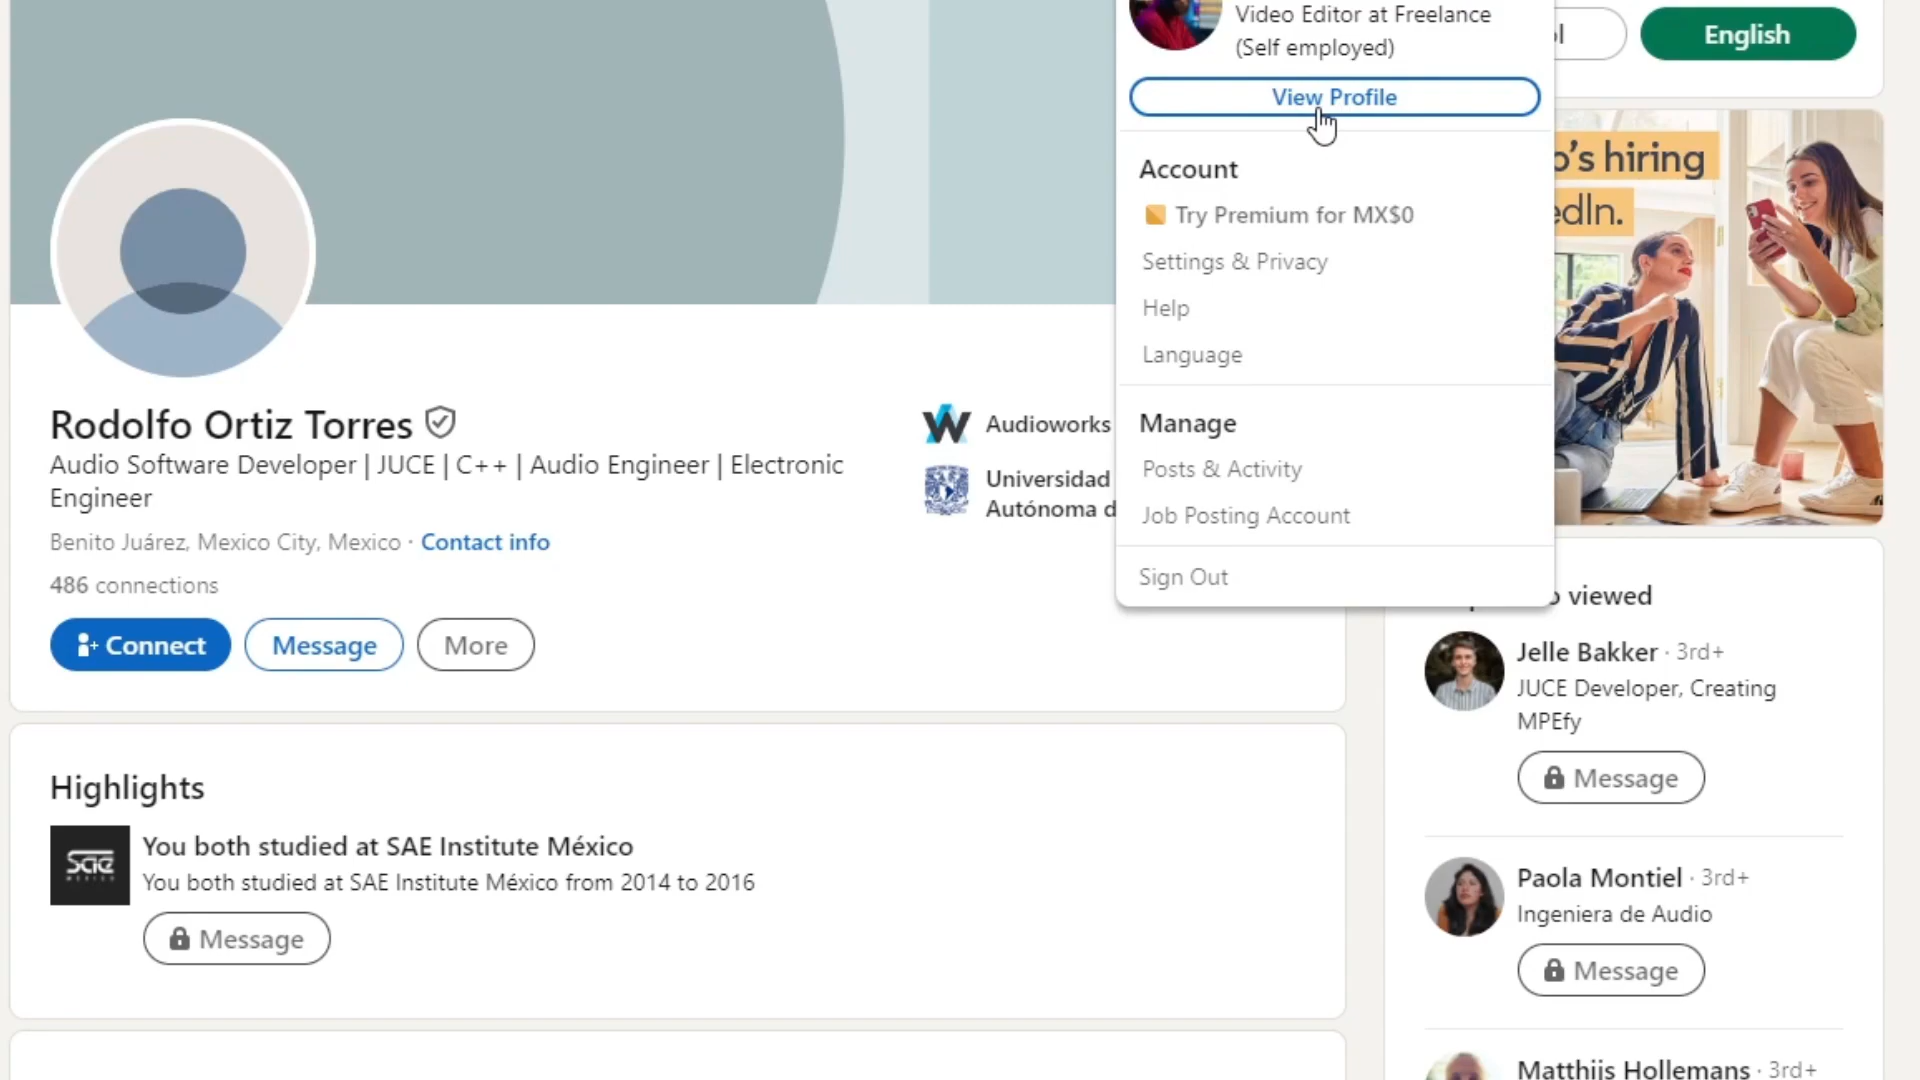 Video Editor at Freelance
(Self employed)
View Profile
Account
Try Premium for MX$0
Settings & Privacy
Help
Language
Manage
Posts & Activity
Job Posting Account
Sign Out
English
hiring
Rodolfo Ortiz Torres
Audio Software Developer | JUCE | C++ | Audio Engineer | Electronic
Engineer
Benito Juárez, Mexico City, Mexico · Contact info
486 connections
Connect
Message
More
Audioworks
Universidad
Autónoma d
Highlights
SAE
You both studied at SAE Institute México
You both studied at SAE Institute México from 2014 to 2016
Message
viewed
Jelle Bakker · 3rd+
JUCE Developer, Creating
MPEfy
Message
Paola Montiel · 3rd+
Ingeniera de Audio
Message
Matthijs Hollemans · 3rd+